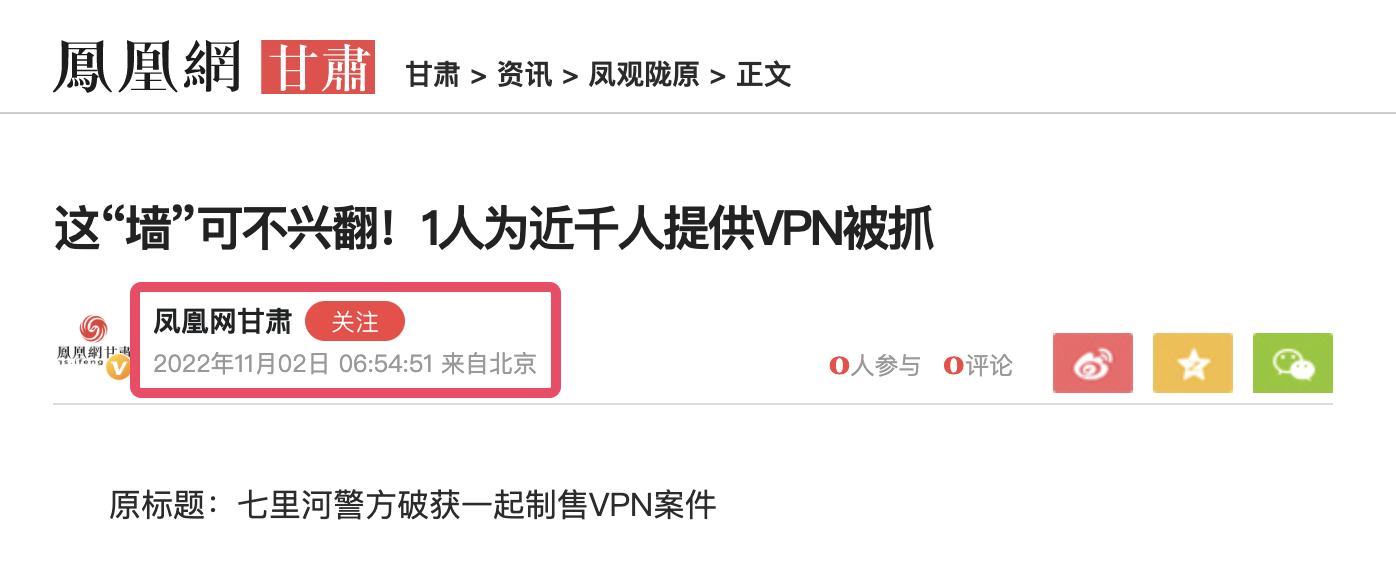 鳳凰網 甘肅 甘肃 > 资讯 > 凤观陇原 > 正文
这“墙”可不兴翻！1人为近千人提供VPN被抓
凤凰网甘肃 关注
鳳凰網甘肅
gs.ifeng
2022年11月02日 06:54:51 来自北京
0人参与 0评论
原标题：七里河警方破获一起制售VPN案件